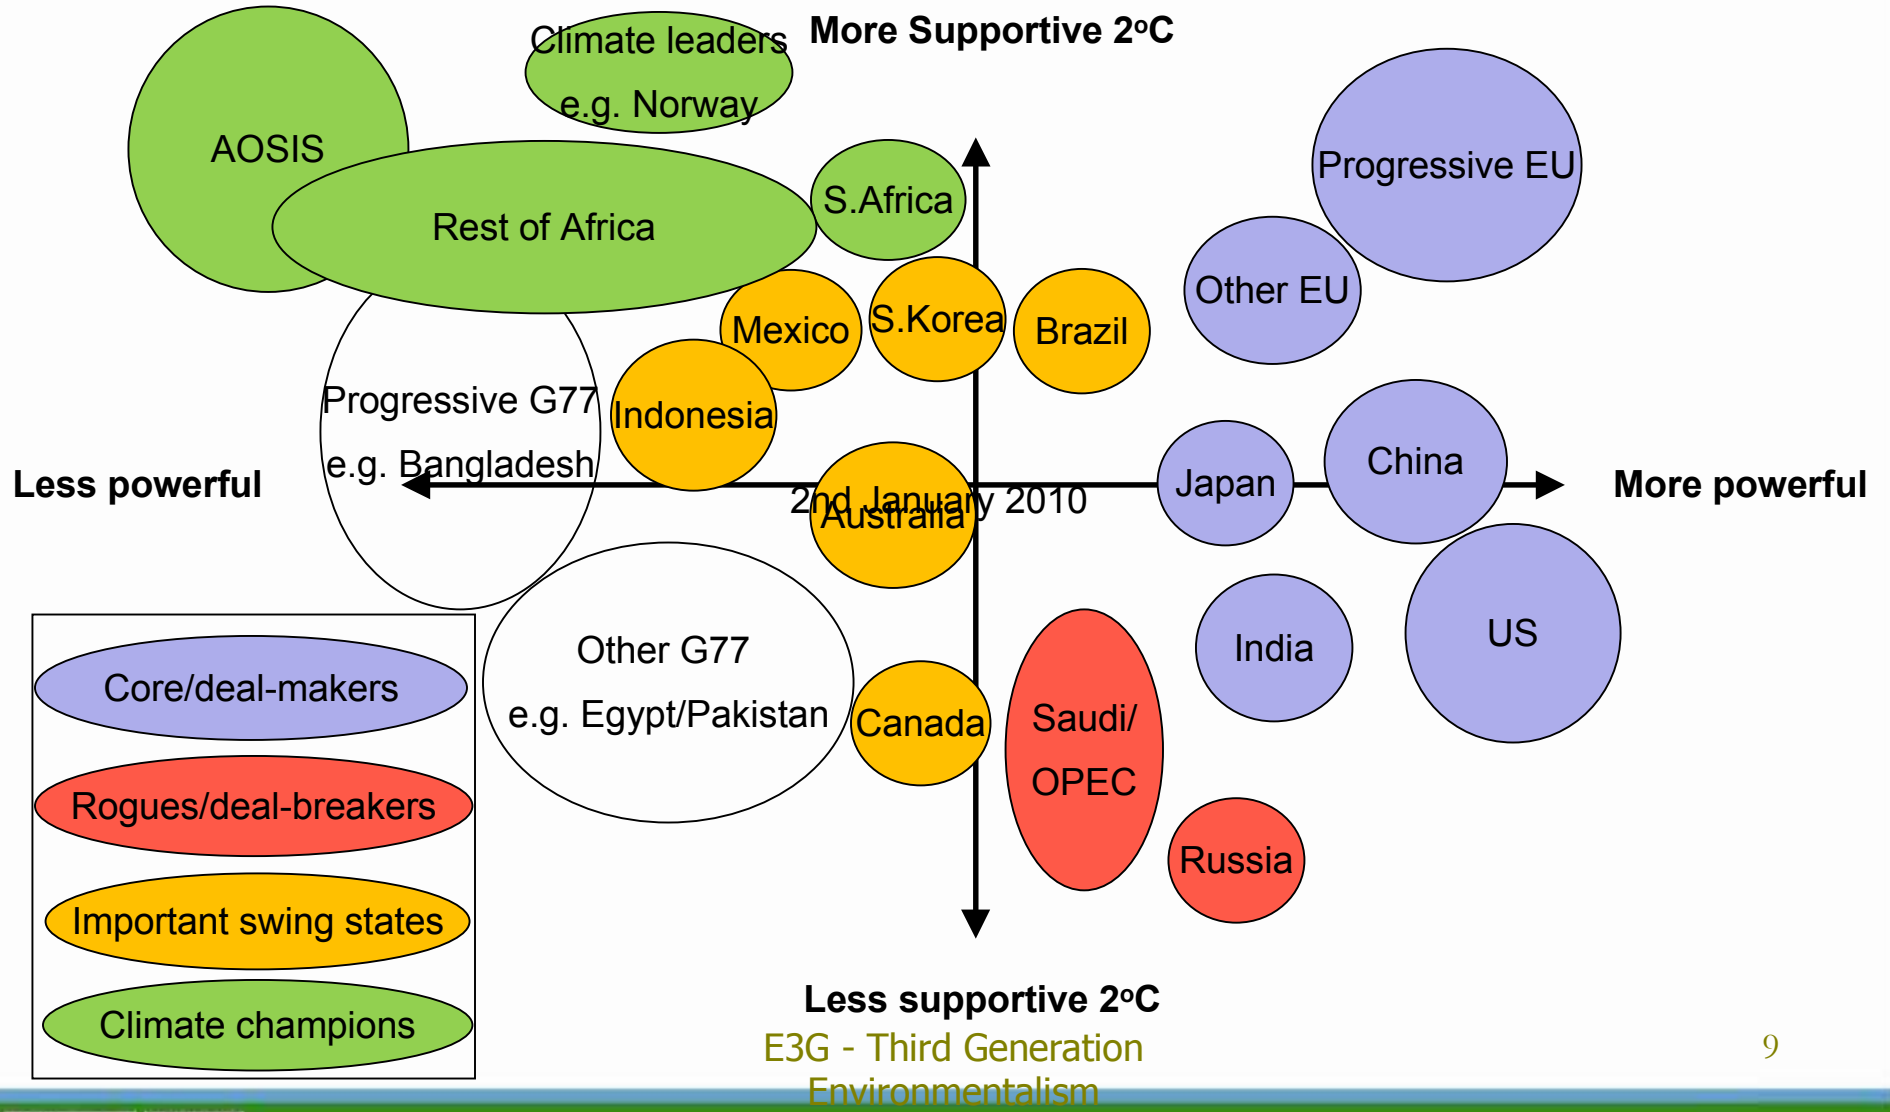 Climate leaders
e.g. Norway
More Supportive 2ºC
AOSIS
Progressive EU
S.Africa
Rest of Africa
Other EU
Mexico
S.Korea
Brazil
Progressive G77
e.g. Bangladesh
Indonesia
China
Less powerful
Japan
More powerful
2nd January 2010
Australia
Other G77
e.g. Egypt/Pakistan
India
US
Canada
Saudi/
OPEC
Russia
Core/deal-makers
Rogues/deal-breakers
Important swing states
Climate champions
Less supportive 2ºC
E3G - Third Generation
Environmentalism
9